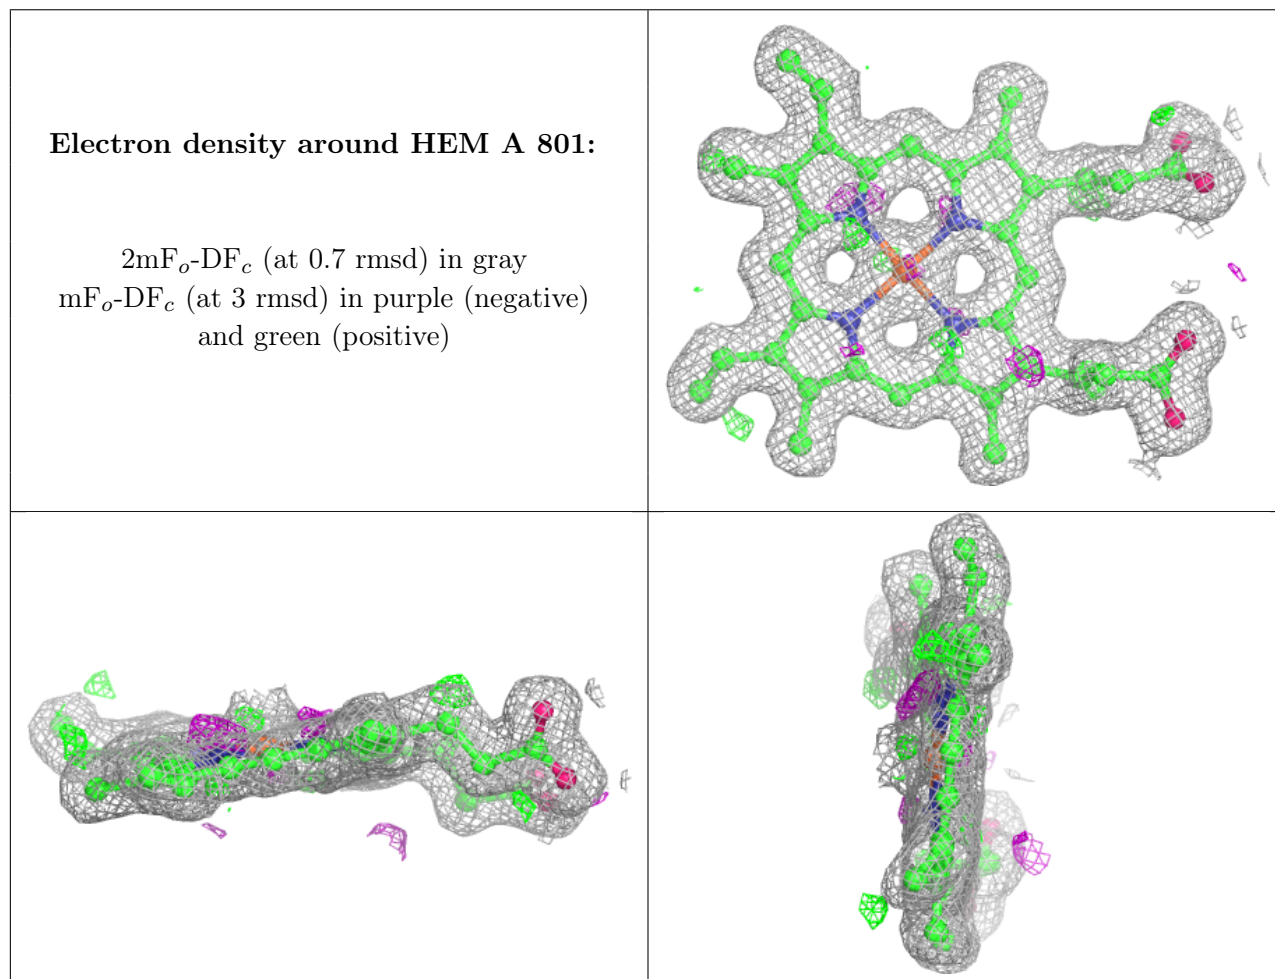 Electron density around HEM A 801:
2mFo-DFc (at 0.7 rmsd) in gray
mFo-DFc (at 3 rmsd) in purple (negative)
and green (positive)